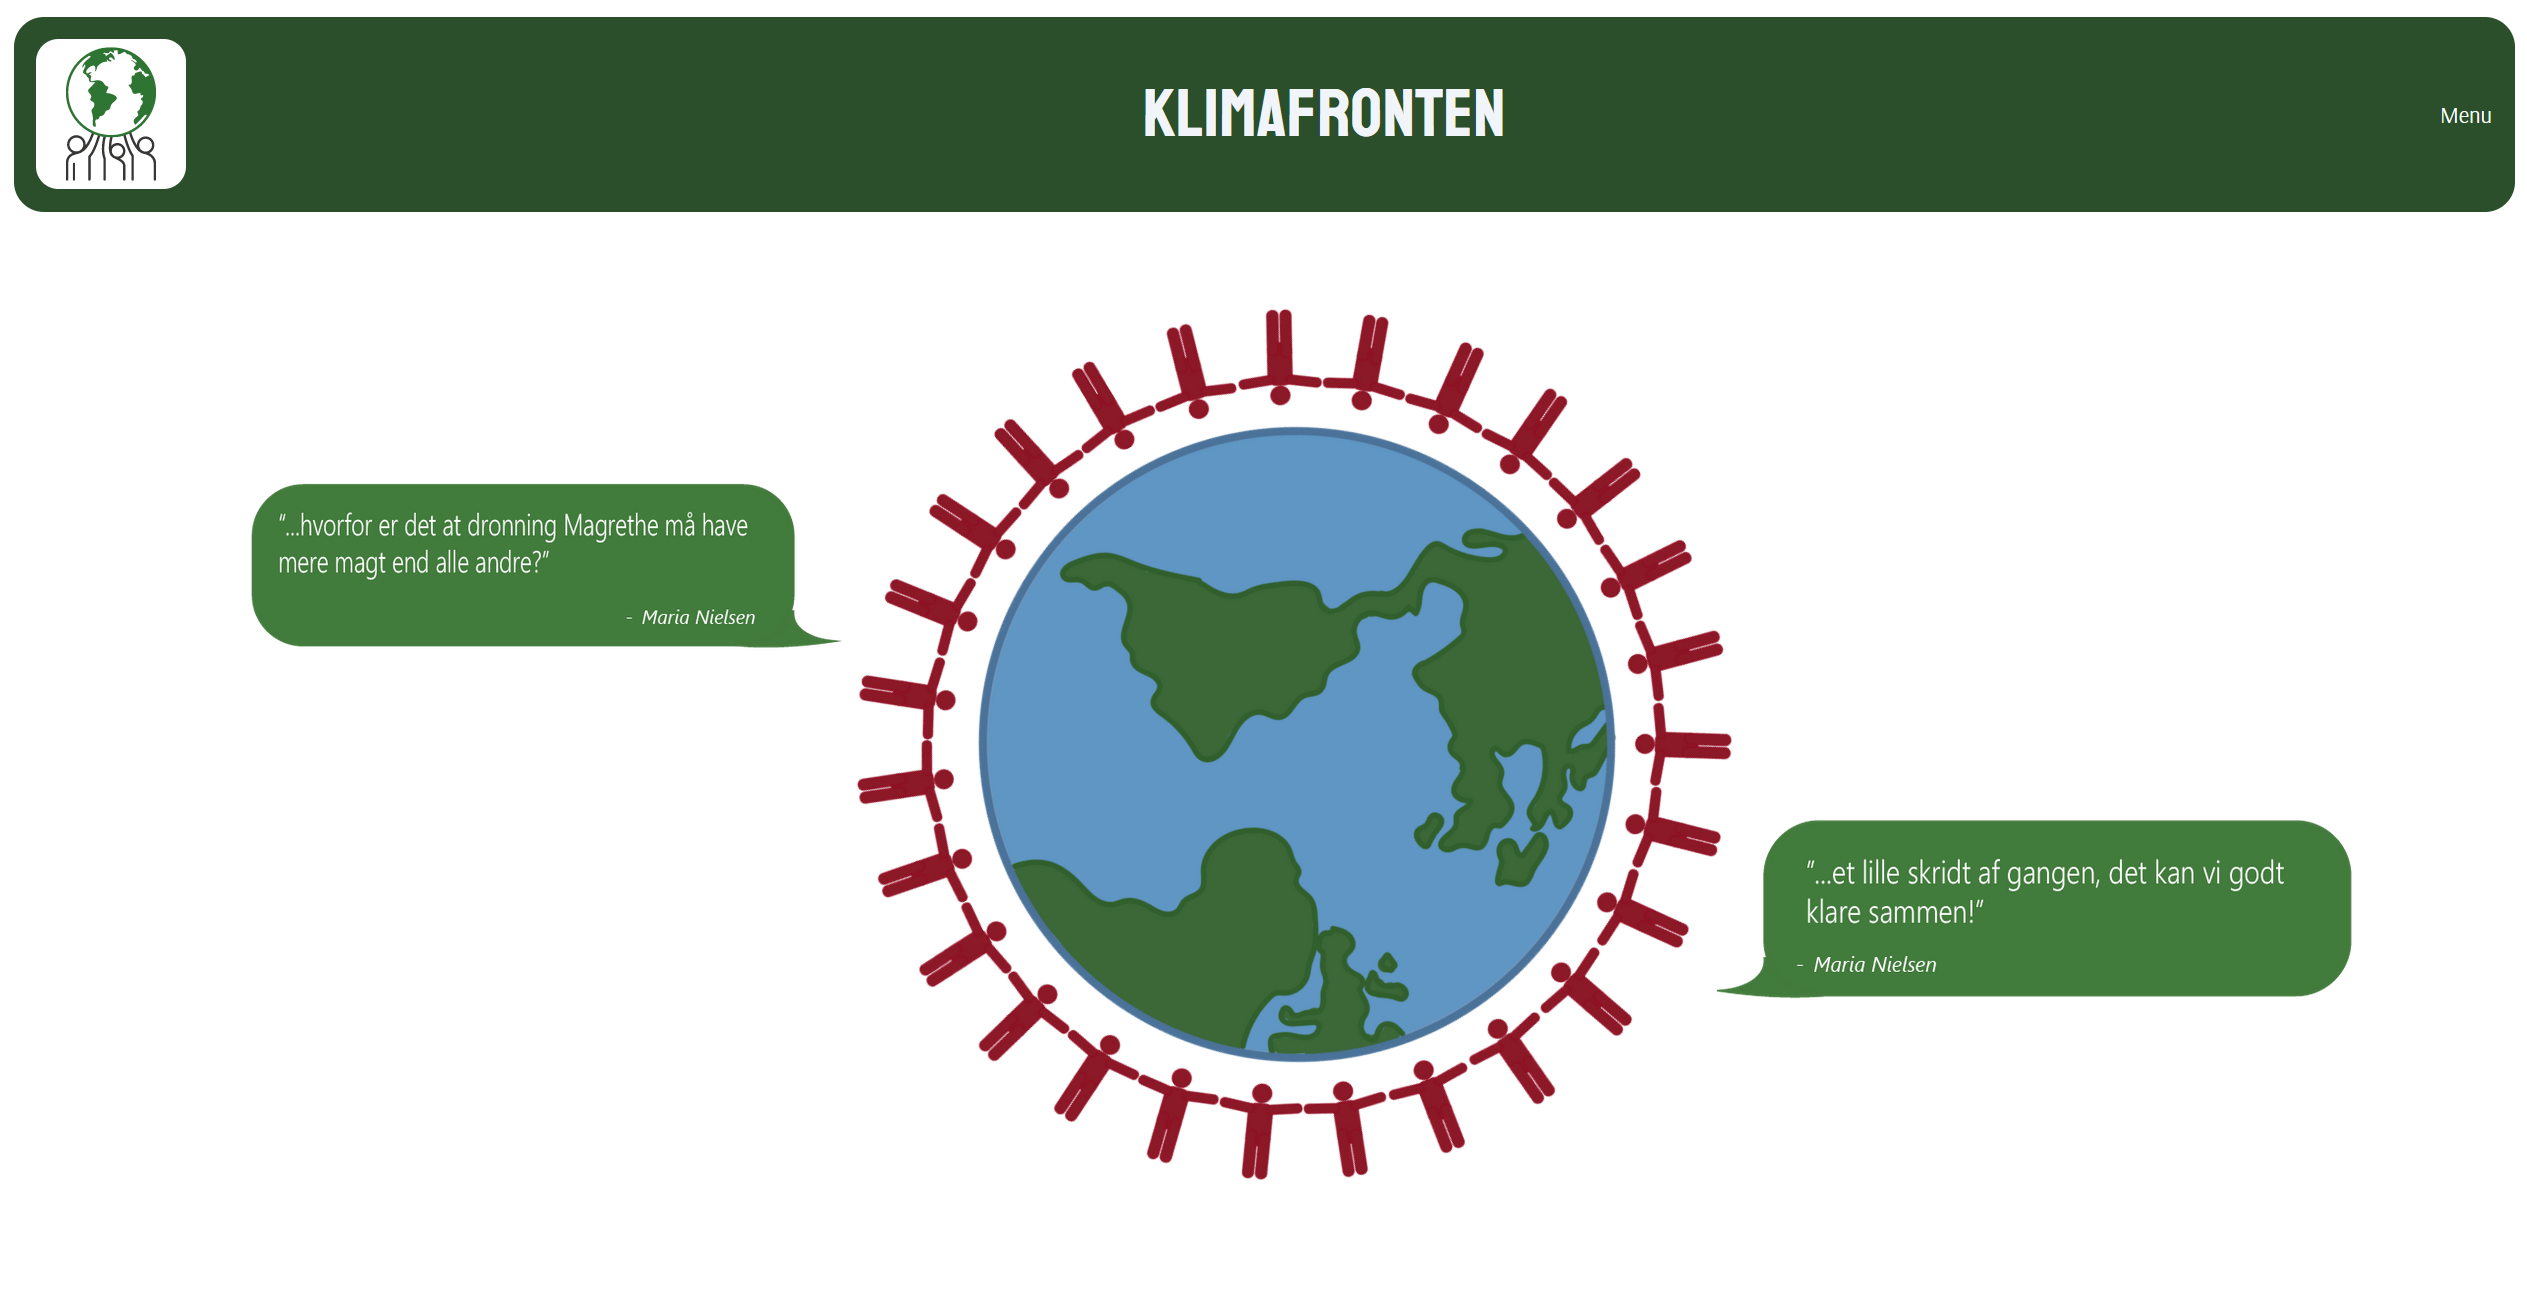 KLIMAFRONTEN
Menu
“...hvorfor er det at dronning Magrethe må have
mere magt end alle andre?”
- Maria Nielsen
”...et lille skridt af gangen, det kan vi godt
klare sammen!”
- Maria Nielsen